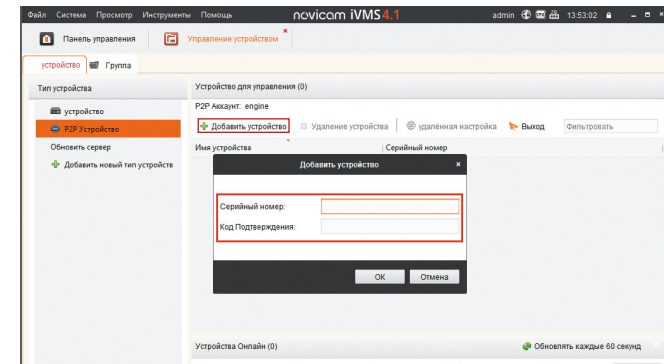 Файл Система Просмотр Инструменты Помощь novicam iVMS4.1 admin 13:53:02
Панель управления Управление устройством
устройство Группа
Тип устройства
устройство
P2P Устройство
Обновить сервер
Добавить новый тип устройств
Устройство для управления (0)
P2P Аккаунт: engine
Добавить устройство Удаление устройства удалённая настройка Выход Фильтровать
Имя устройства Серийный номер
Добавить устройство
Серийный номер:
Код Подтверждения:
OK Отмена
Устройства Онлайн (0) Обновлять каждые 60 секунд